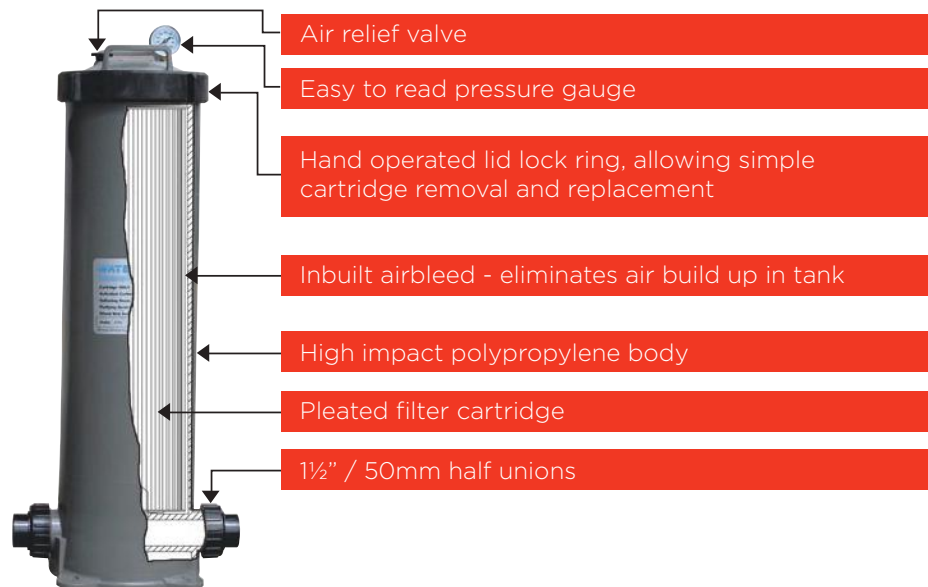 Air relief valve
Easy to read pressure gauge
Hand operated lid lock ring, allowing simple
cartridge removal and replacement
Inbuilt airbleed - eliminates air build up in tank
WATE
High impact polypropylene body
Pleated filter cartridge
1½” / 50mm half unions